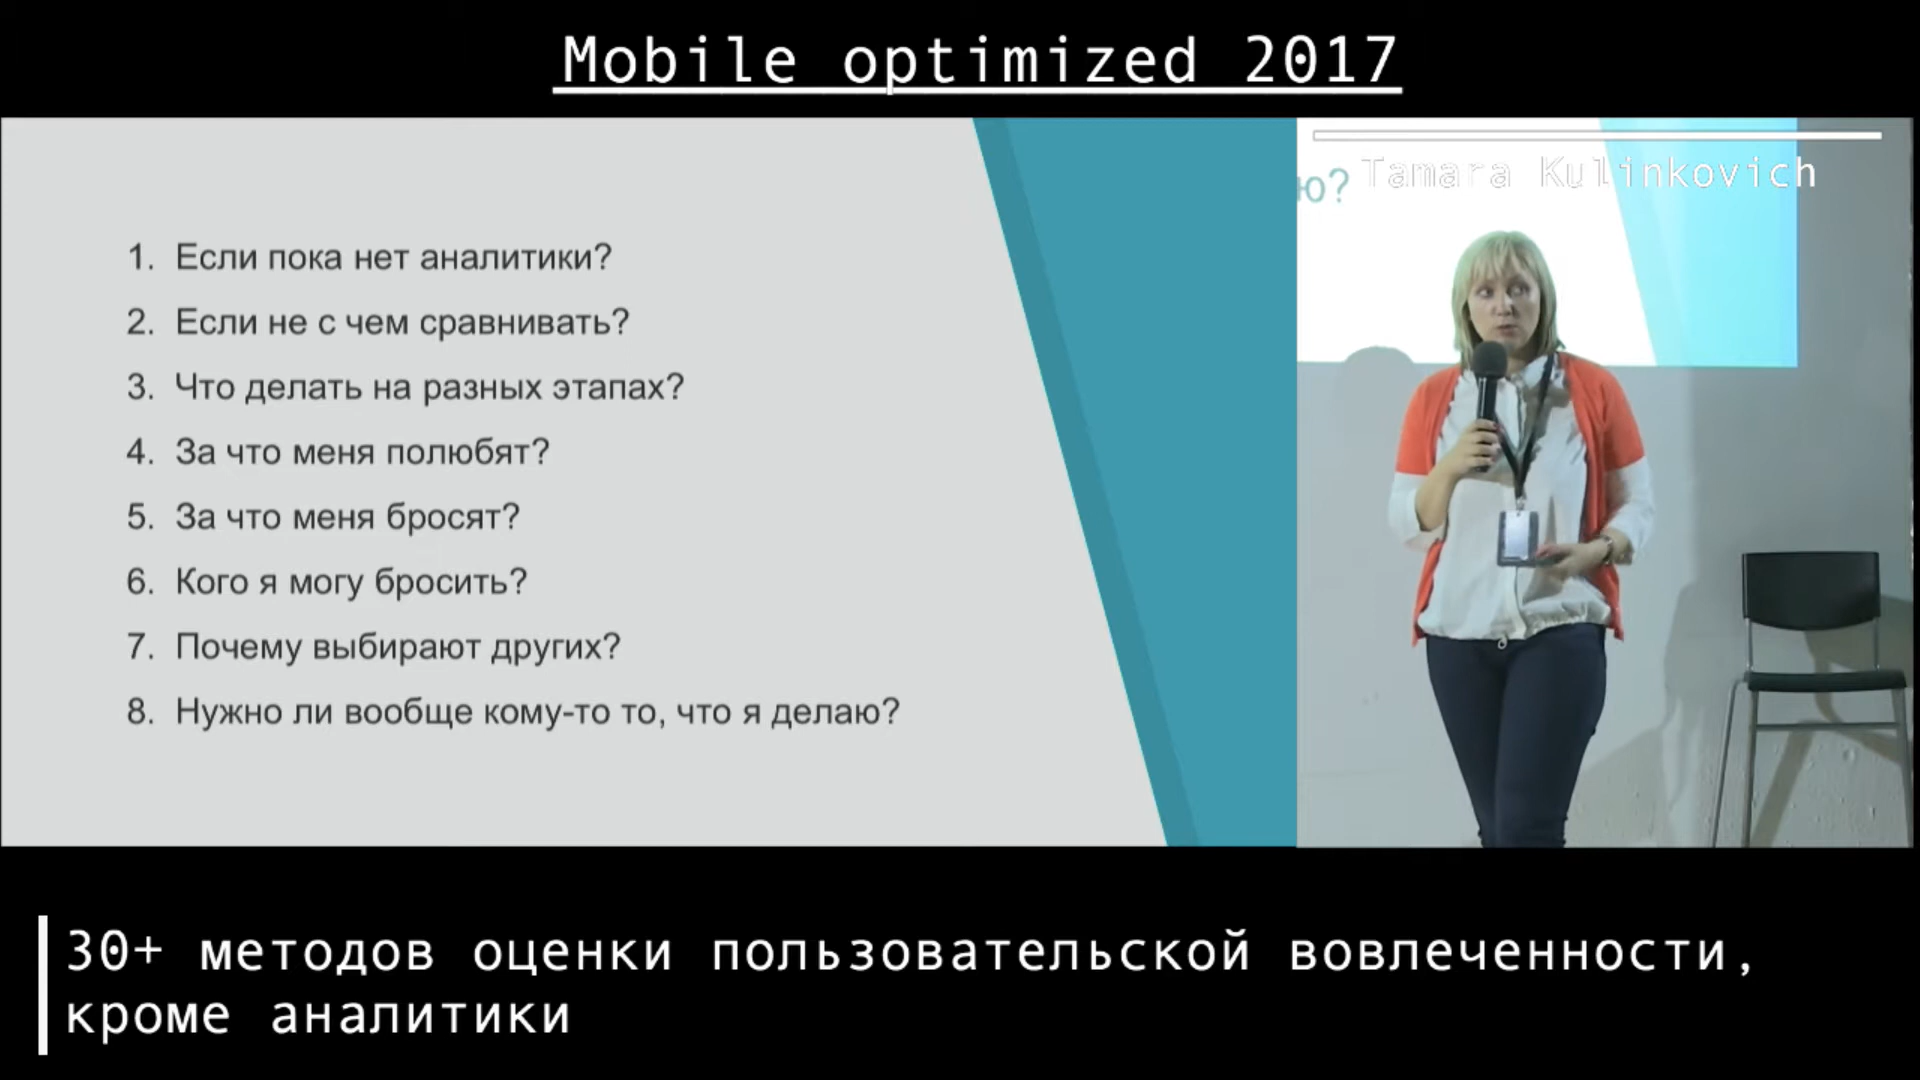 Mobile optimized 2017
Tamara Kulinkovich
ю?
1. Если пока нет аналитики?
2. Если не с чем сравнивать?
3. Что делать на разных этапах?
4. За что меня полюбят?
5. За что меня бросят?
6. Кого я могу бросить?
7. Почему выбирают других?
8. Нужно ли вообще кому-то то, что я делаю?
30+ методов оценки пользовательской вовлеченности,
кроме аналитики